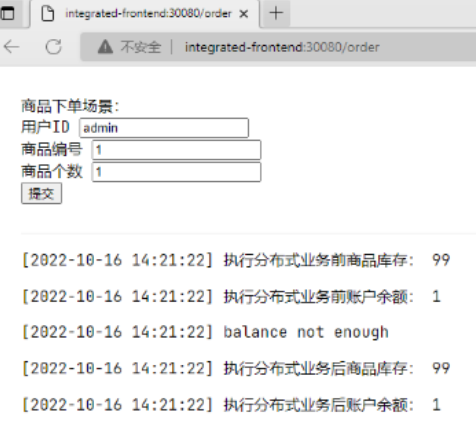 integrated-frontend:30080/order
不安全 | integrated-frontend:30080/order
商品下单场景：
用户ID admin
商品编号 1
商品个数 1
提交
[2022-10-16 14:21:22] 执行分布式业务前商品库存： 99
[2022-10-16 14:21:22] 执行分布式业务前账户余额： 1
[2022-10-16 14:21:22] balance not enough
[2022-10-16 14:21:22] 执行分布式业务后商品库存： 99
[2022-10-16 14:21:22] 执行分布式业务后账户余额： 1